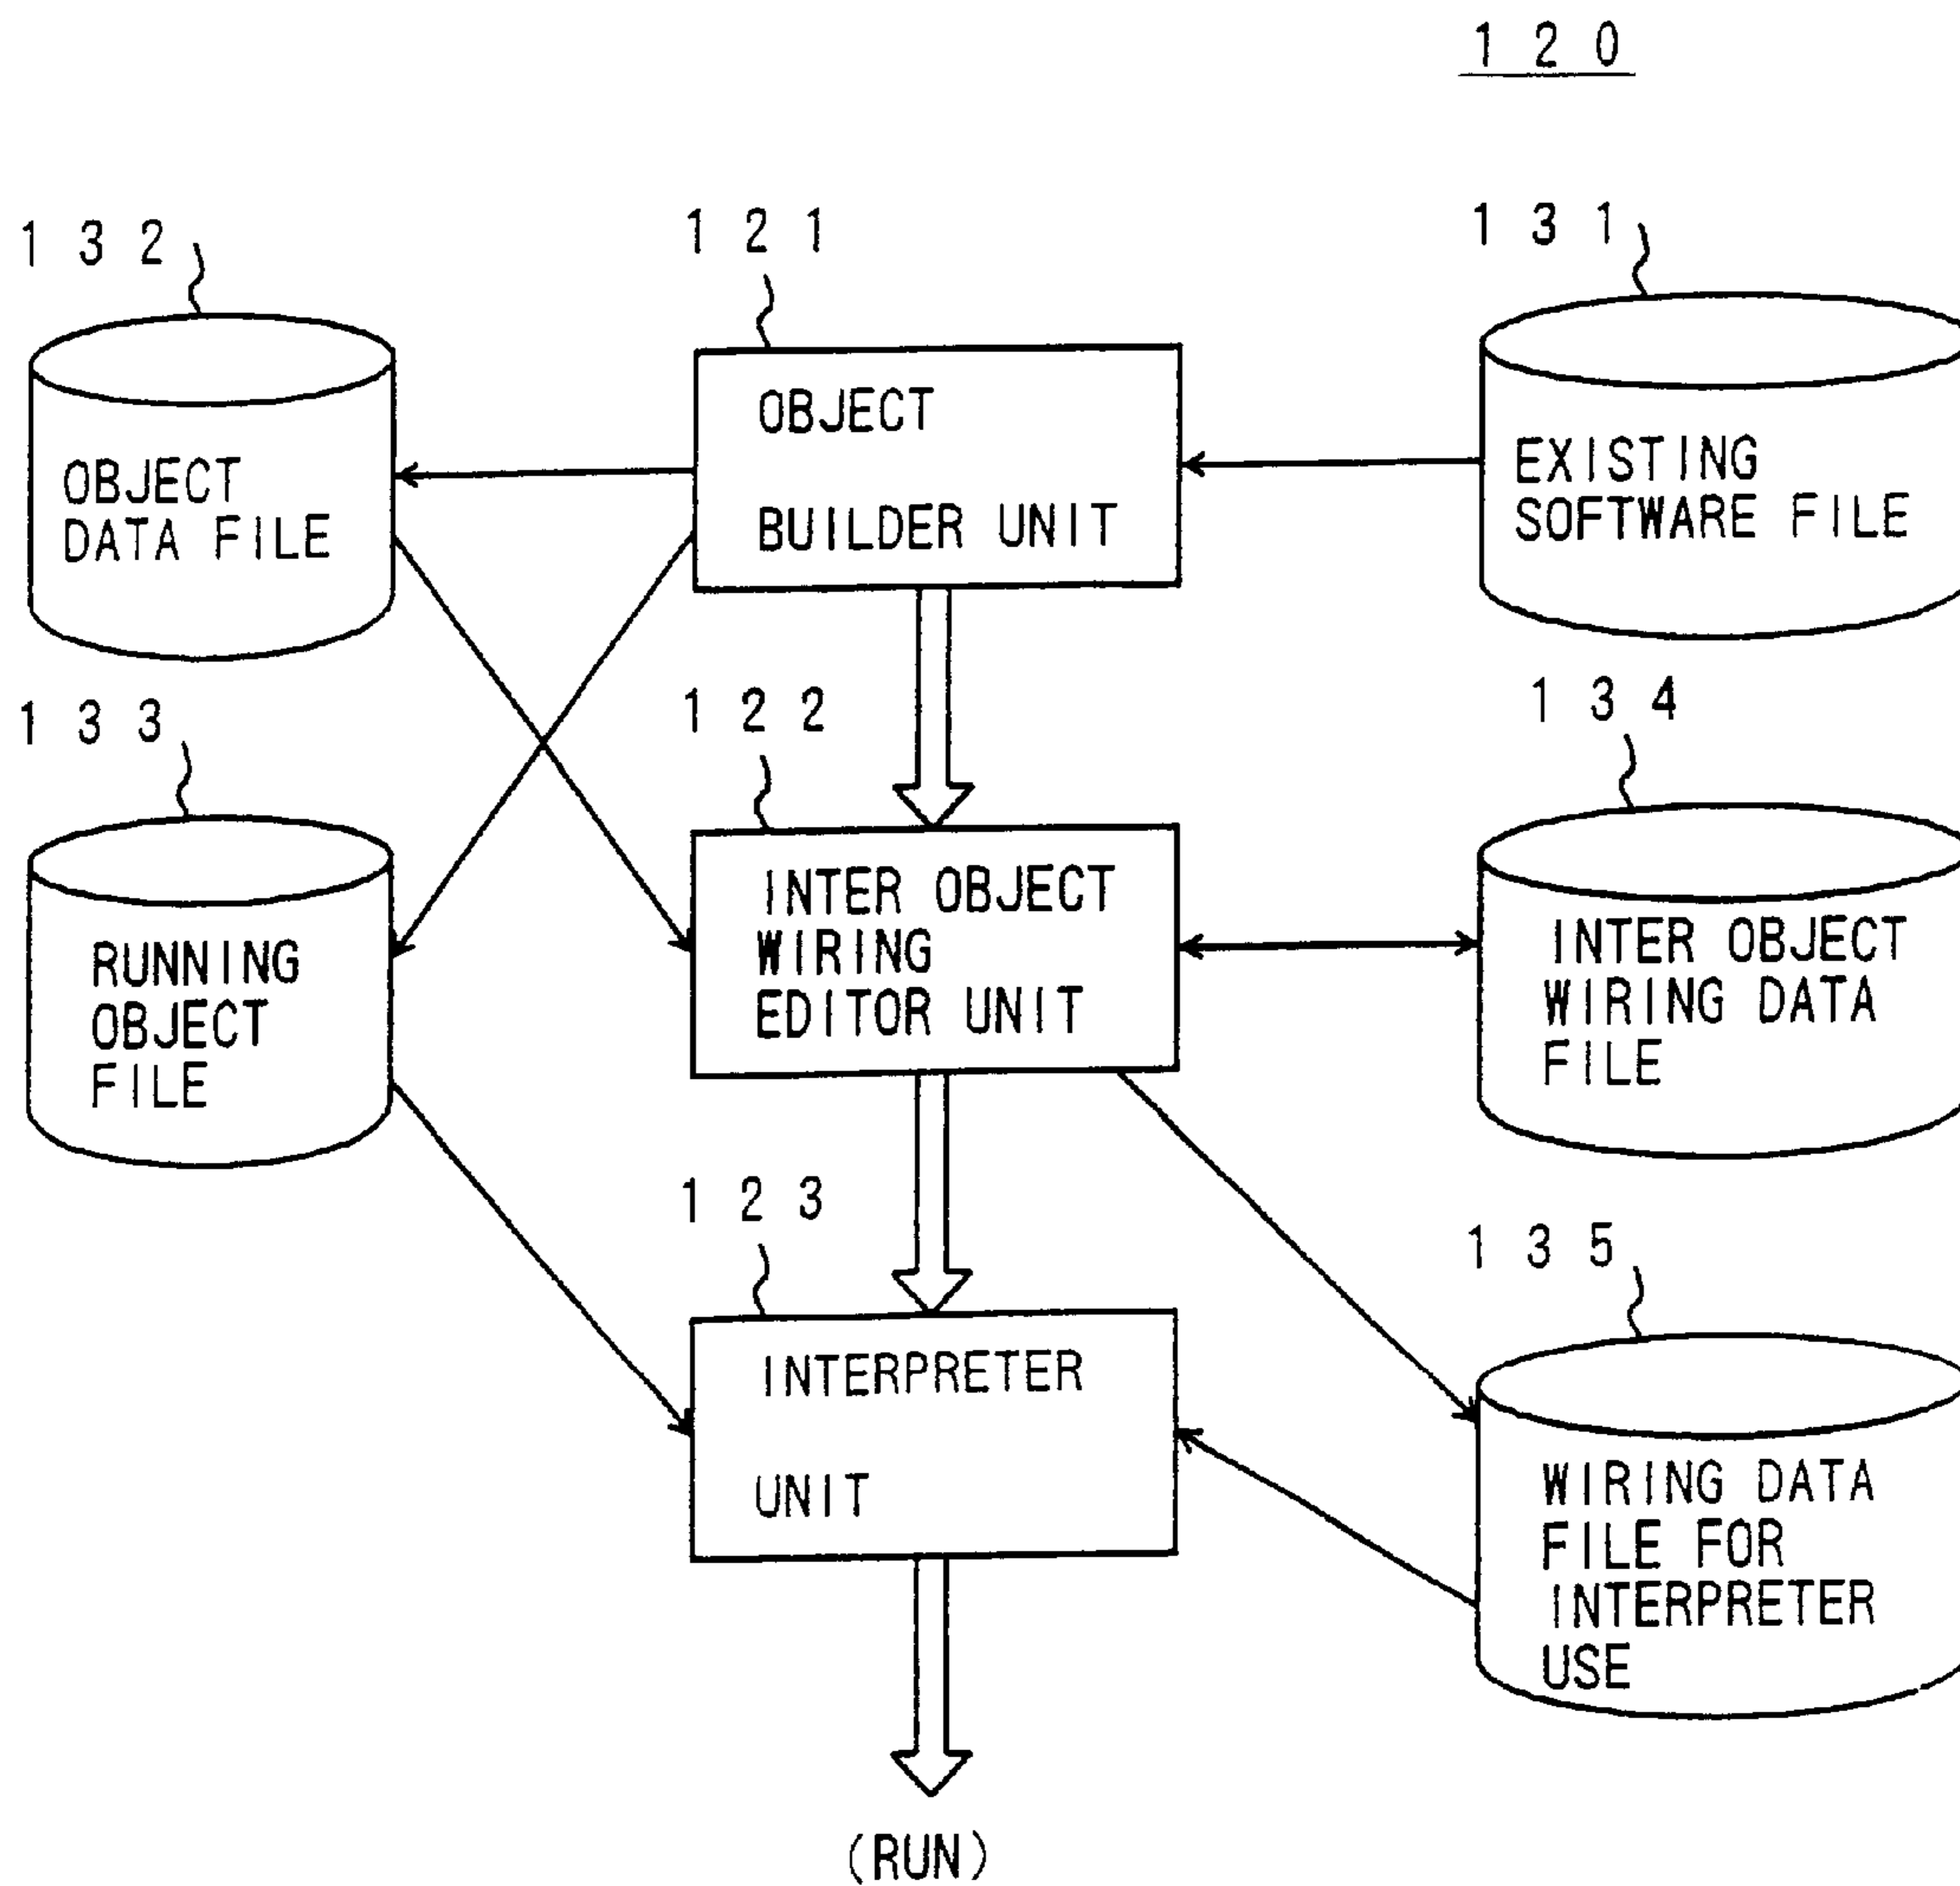 120
132
121
131
OBJECT
DATA FILE
OBJECT
BUILDER UNIT
EXISTING
SOFTWARE FILE
133
122
134
RUNNING
OBJECT
FILE
INTER OBJECT
WIRING
EDITOR UNIT
INTER OBJECT
WIRING DATA
FILE
123
135
INTERPRETER
UNIT
WIRING DATA
FILE FOR
INTERPRETER
USE
(RUN)